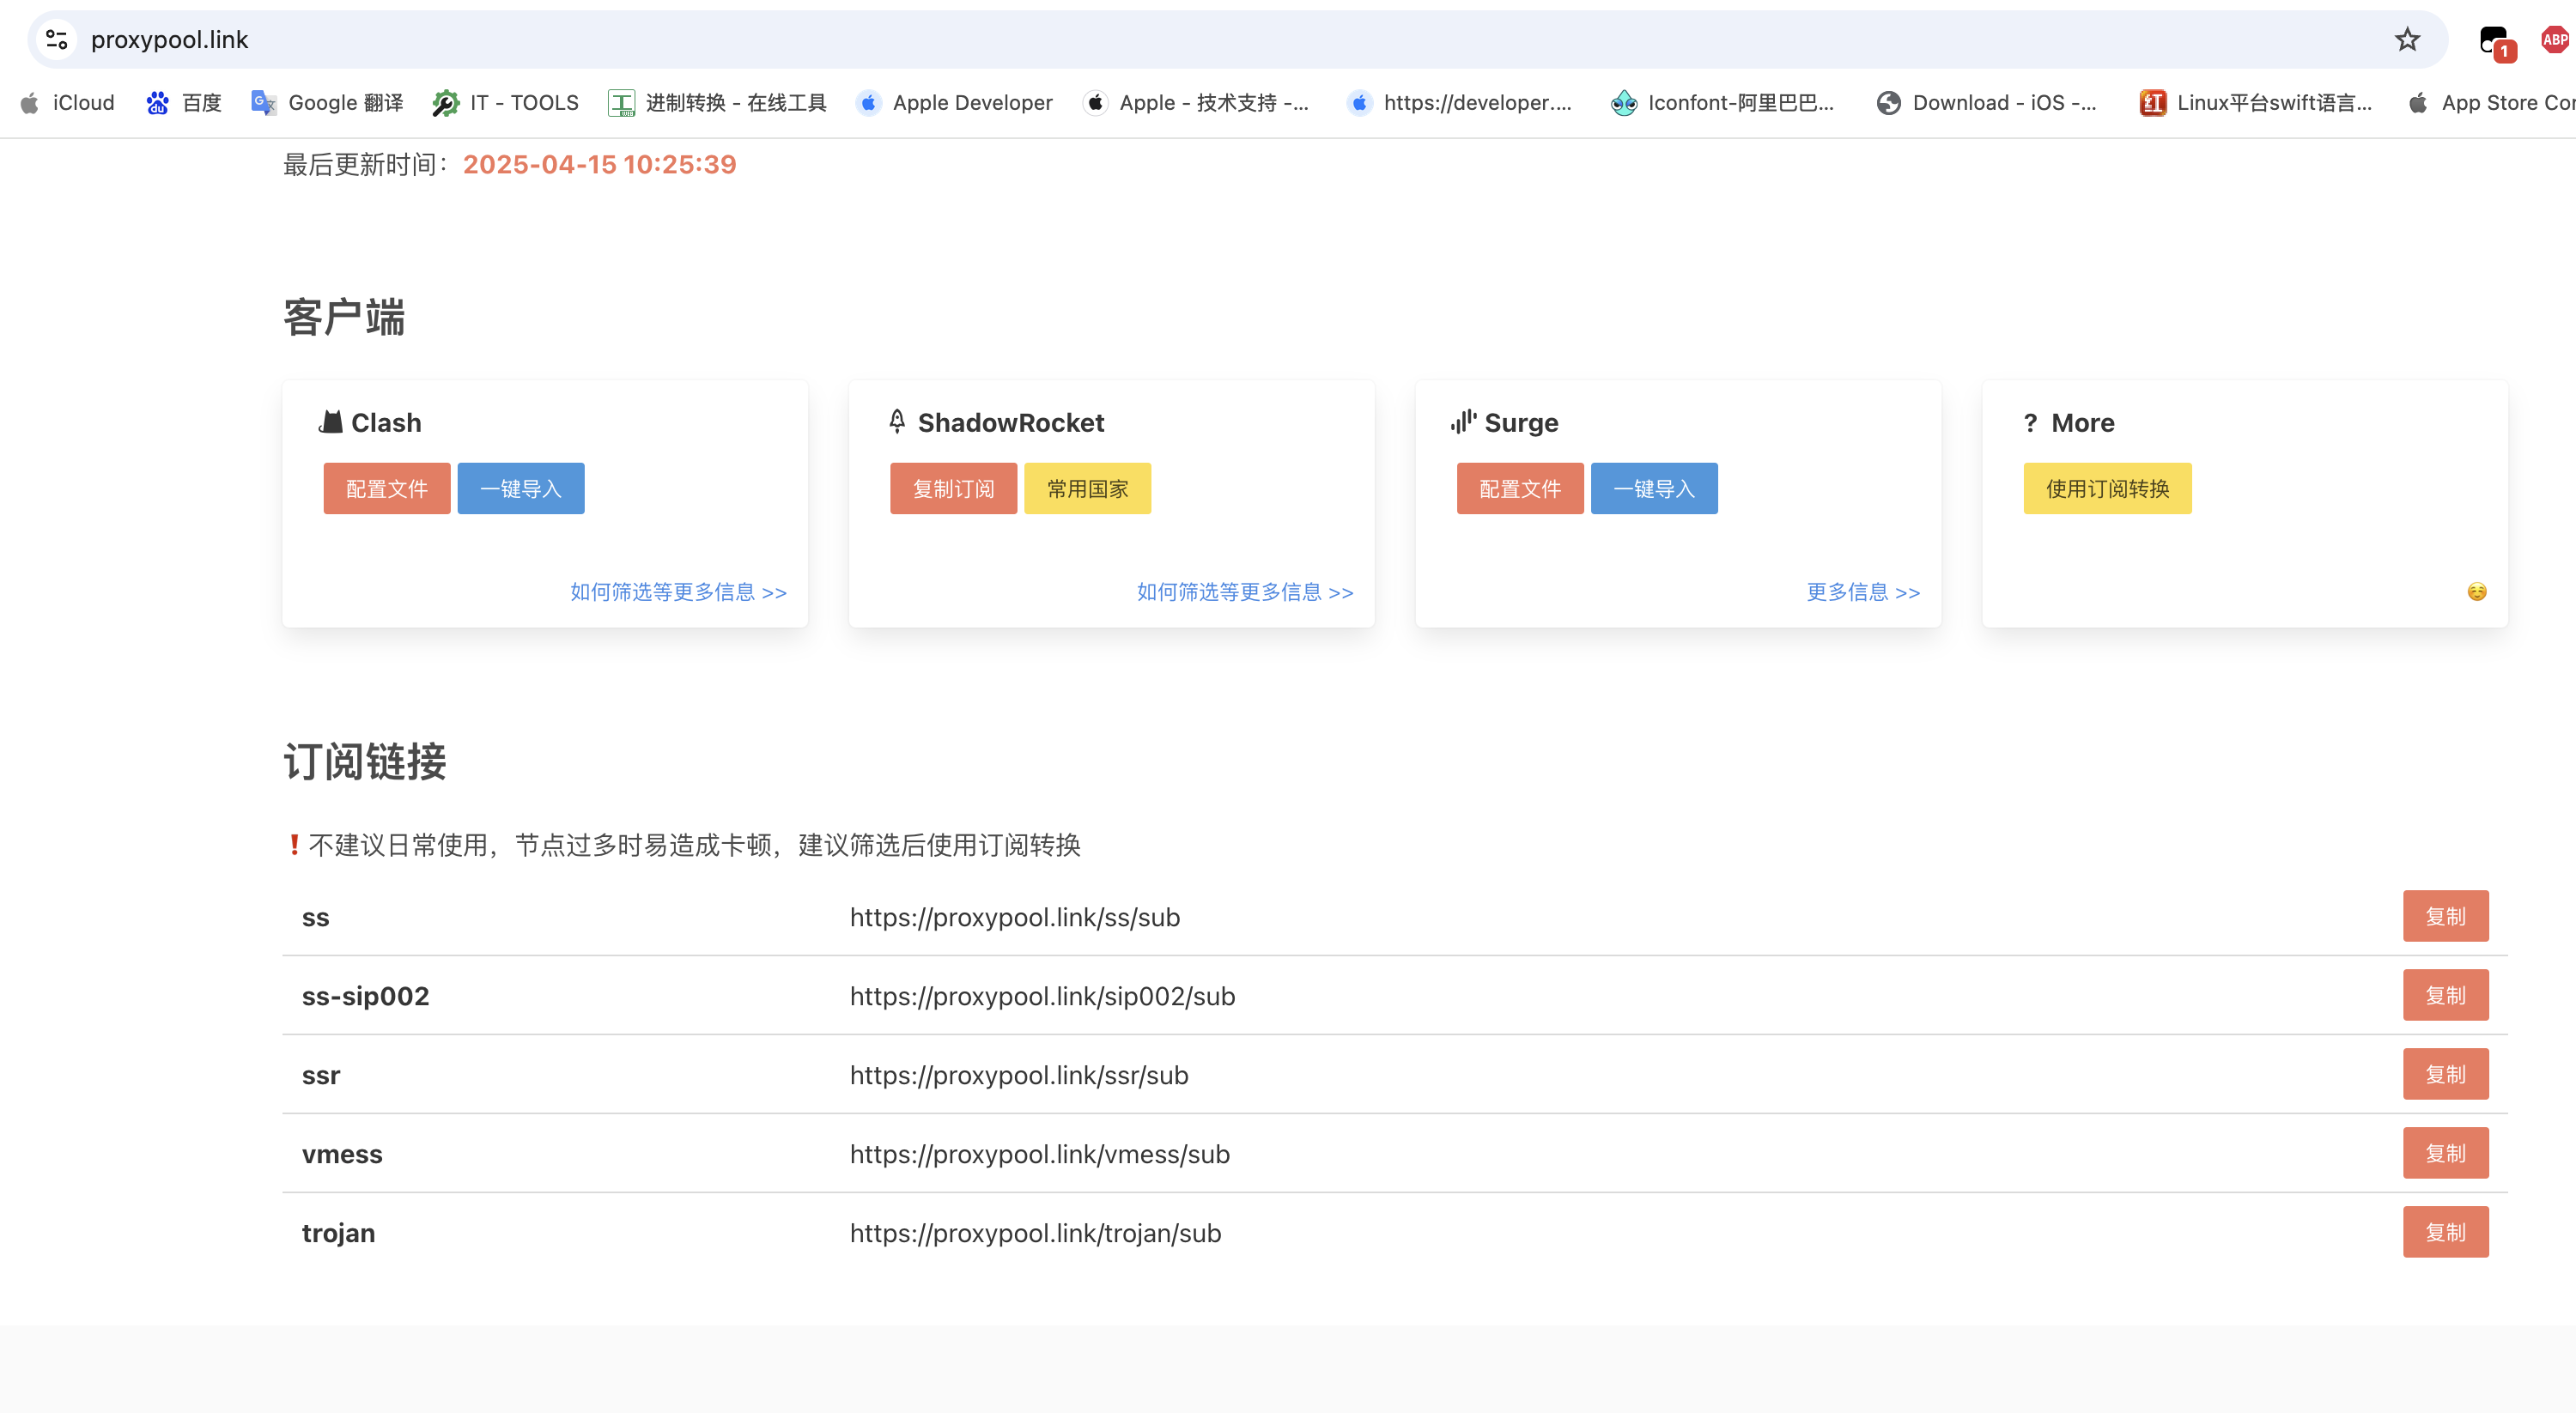 proxypool.link
1
ABP
iCloud
百度
Google 翻译
IT - TOOLS
进制转换 - 在线工具
Apple Developer
Apple - 技术支持 -...
https://developer....
Iconfont-阿里巴巴...
Download - iOS -...
Linux平台swift语言...
App Store Con
最后更新时间：2025-04-15 10:25:39
客户端
Clash
配置文件 一键导入
如何筛选等更多信息 >>
ShadowRocket
复制订阅 常用国家
如何筛选等更多信息 >>
Surge
配置文件 一键导入
更多信息 >>
? More
使用订阅转换
订阅链接
❗不建议日常使用，节点过多时易造成卡顿，建议筛选后使用订阅转换
ss https://proxypool.link/ss/sub 复制
ss-sip002 https://proxypool.link/sip002/sub 复制
ssr https://proxypool.link/ssr/sub 复制
vmess https://proxypool.link/vmess/sub 复制
trojan https://proxypool.link/trojan/sub 复制